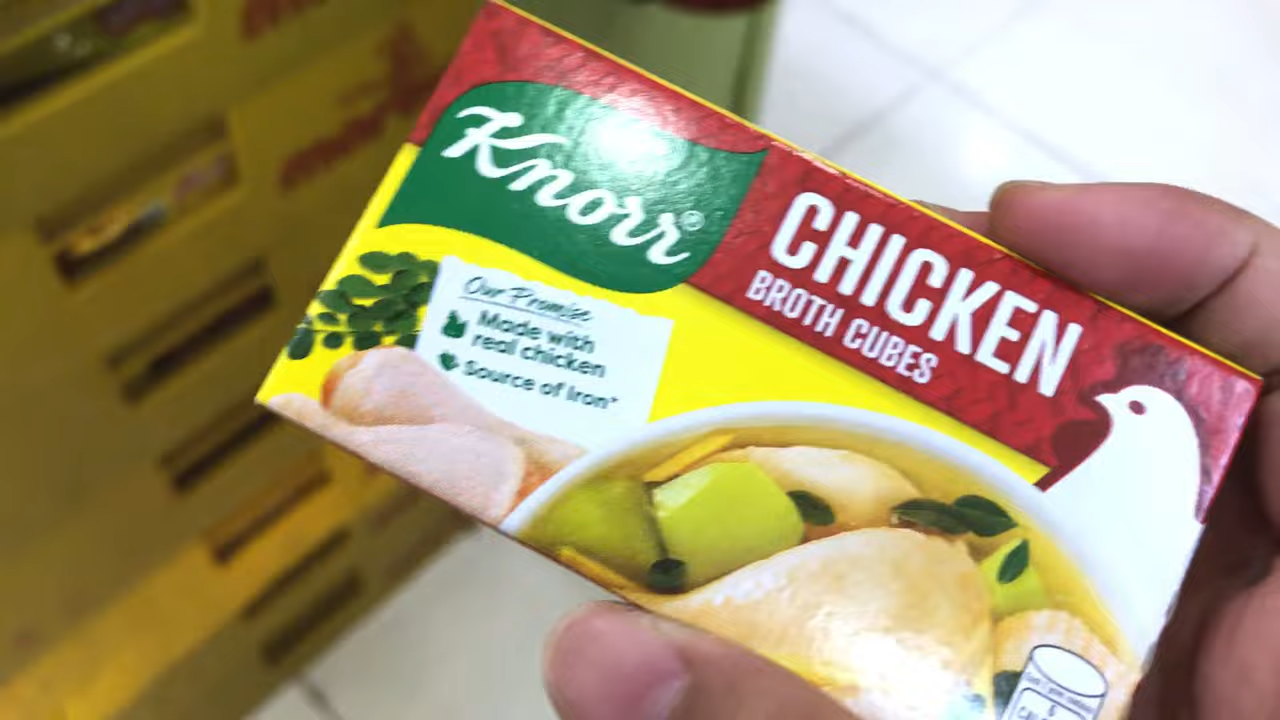 Knorr®
CHICKEN
BROTH CUBES
Our Promise
Made with
real chicken
Source of Iron*